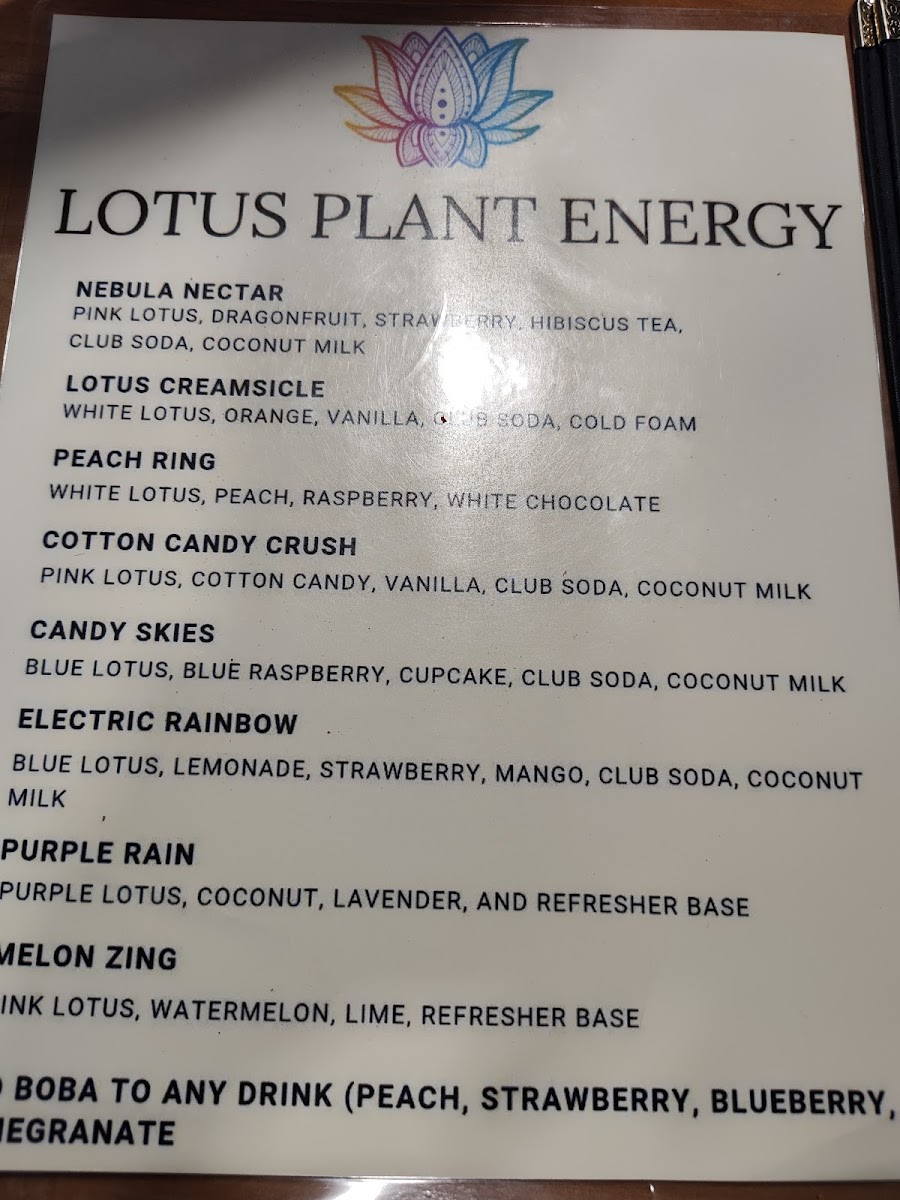 LOTUS PLANT ENERGY
NEBULA NECTAR
PINK LOTUS, DRAGONFRUIT, STRAWBERRY, HIBISCUS TEA,
CLUB SODA, COCONUT MILK
LOTUS CREAMSICLE
WHITE LOTUS, ORANGE, VANILLA, CLUB SODA, COLD FOAM
PEACH RING
WHITE LOTUS, PEACH, RASPBERRY, WHITE CHOCOLATE
COTTON CANDY CRUSH
PINK LOTUS, COTTON CANDY, VANILLA, CLUB SODA, COCONUT MILK
CANDY SKIES
BLUE LOTUS, BLUE RASPBERRY, CUPCAKE, CLUB SODA, COCONUT MILK
ELECTRIC RAINBOW
BLUE LOTUS, LEMONADE, STRAWBERRY, MANGO, CLUB SODA, COCONUT
MILK
PURPLE RAIN
PURPLE LOTUS, COCONUT, LAVENDER, AND REFRESHER BASE
MELON ZING
INK LOTUS, WATERMELON, LIME, REFRESHER BASE
BOBA TO ANY DRINK (PEACH, STRAWBERRY, BLUEBERRY,
EGRANATE